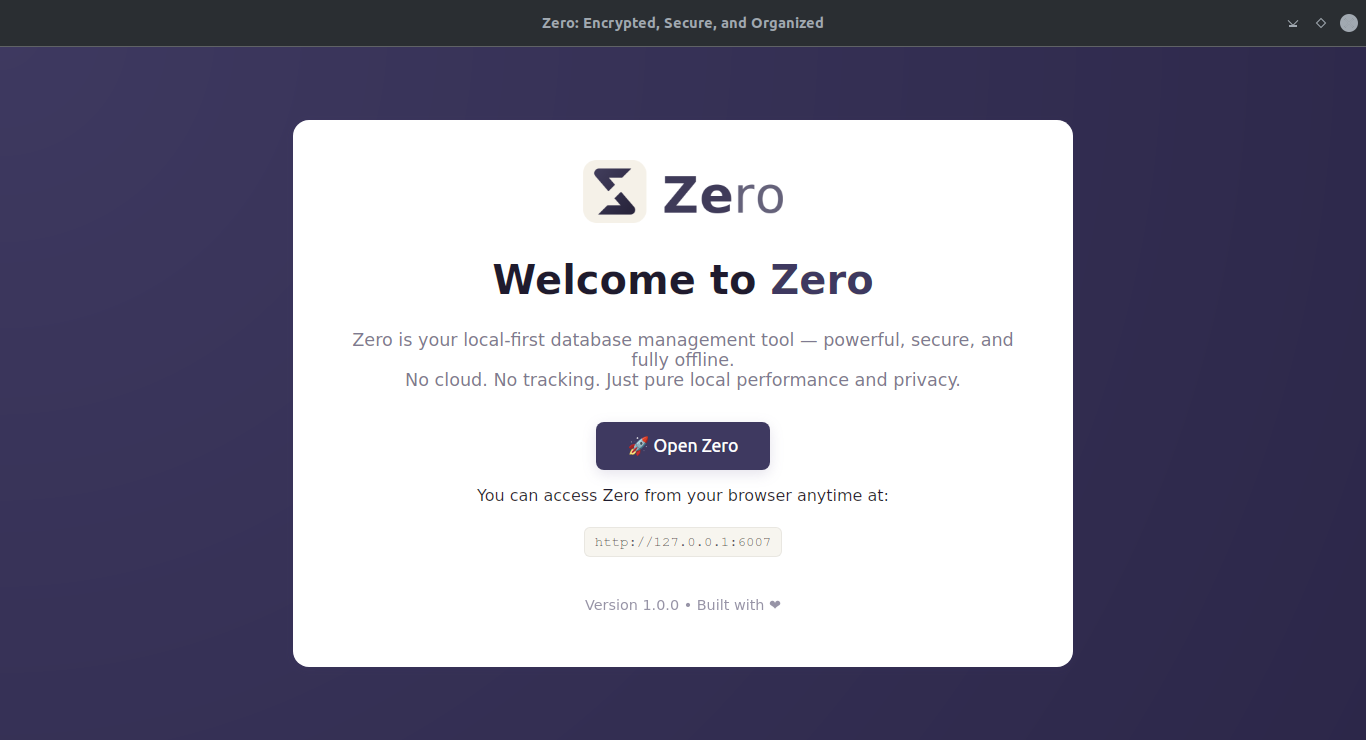 Zero: Encrypted, Secure, and Organized
Zero
Welcome to Zero
Zero is your local-first database management tool — powerful, secure, and
fully offline.
No cloud. No tracking. Just pure local performance and privacy.
🚀 Open Zero
You can access Zero from your browser anytime at:
http://127.0.0.1:6007
Version 1.0.0 • Built with ❤